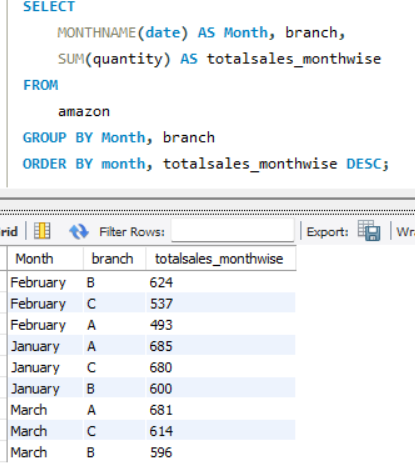 SELECT
MONTHNAME(date) AS Month, branch,
SUM(quantity) AS totalsales_monthwise
FROM
amazon
GROUP BY Month, branch
ORDER BY month, totalsales_monthwise DESC;
rid Filter Rows: Export: Wr
Month branch totalsales_monthwise
February B 624
February C 537
February A 493
January A 685
January C 680
January B 600
March A 681
March C 614
March B 596